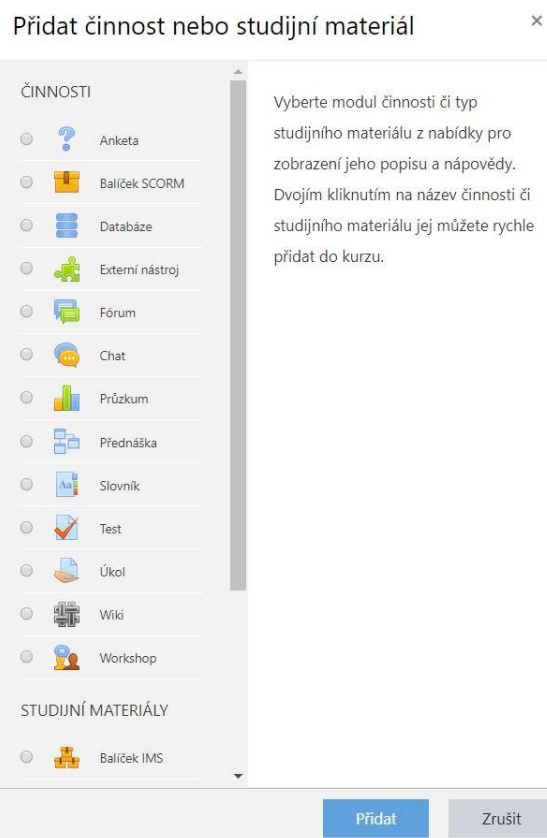 Přidat činnost nebo studijní materiál
×
ČINNOSTI
Anketa
Balíček SCORM
Databáze
Externí nástroj
Fórum
Chat
Průzkum
Přednáška
Slovník
Test
Úkol
Wiki
Workshop
STUDIJNÍ MATERIÁLY
Balíček IMS
Vyberte modul činnosti či typ
studijního materiálu z nabídky pro
zobrazení jeho popisu a nápovědy.
Dvojím kliknutím na název činnosti či
studijního materiálu jej můžete rychle
přidat do kurzu.
Přidat
Zrušit